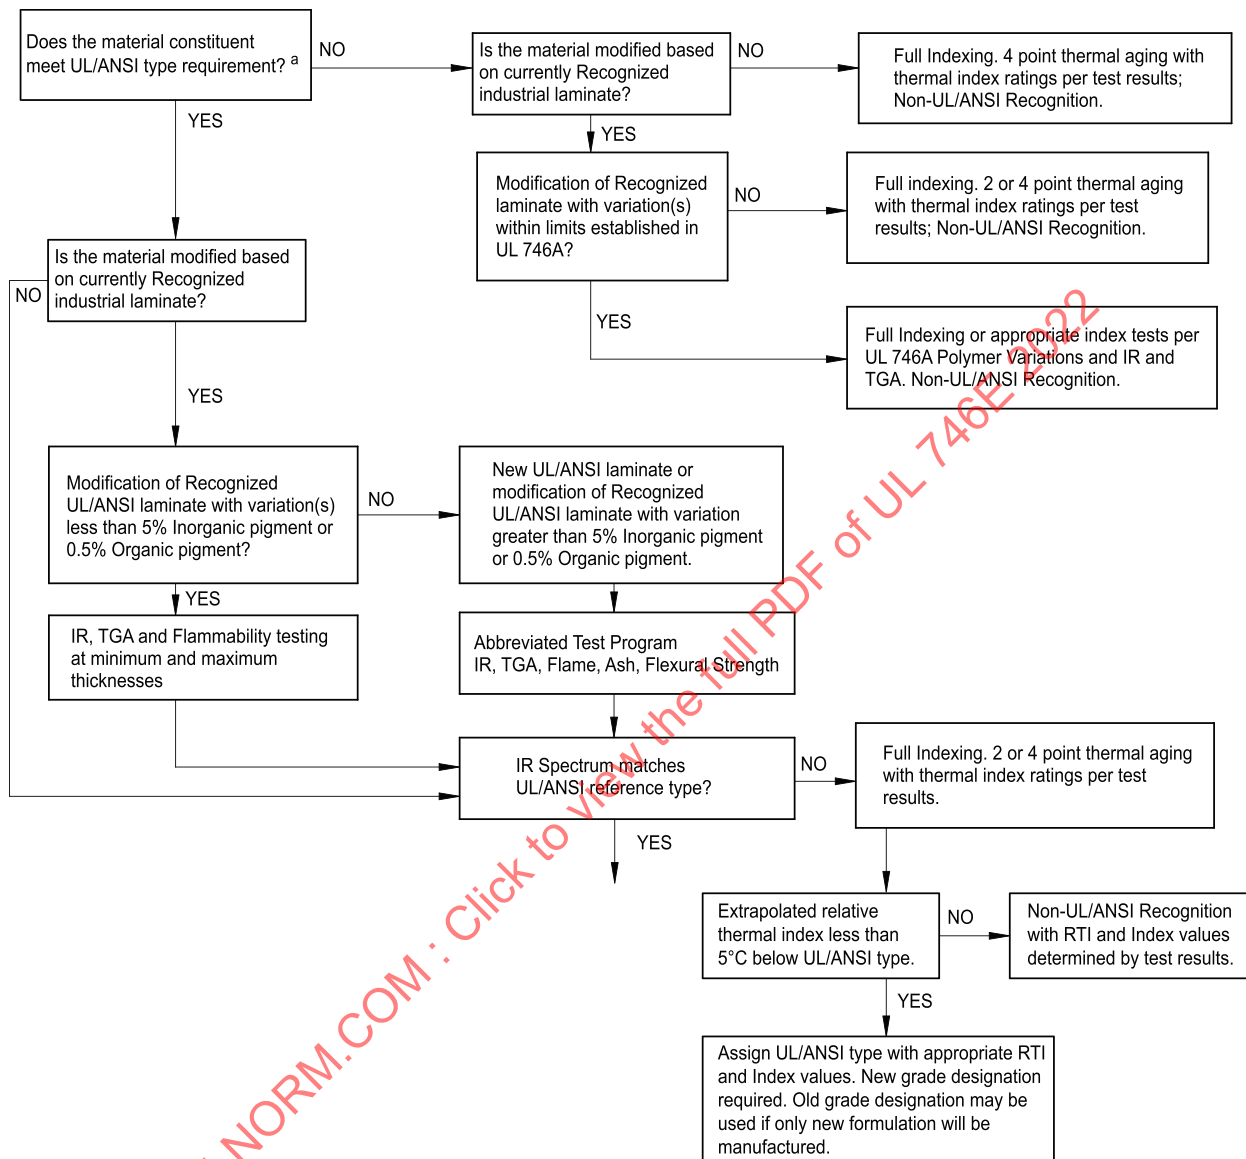 Does the material constituent
meet UL/ANSI type requirement? a
NO
Is the material modified based
on currently Recognized
industrial laminate?
NO
Full Indexing. 4 point thermal aging with
thermal index ratings per test results;
Non-UL/ANSI Recognition.
YES
YES
Modification of Recognized
laminate with variation(s)
within limits established in
UL 746A?
NO
Full indexing. 2 or 4 point thermal aging
with thermal index ratings per test
results; Non-UL/ANSI Recognition.
Is the material modified based
on currently Recognized
industrial laminate?
NO
YES
Full Indexing or appropriate index tests per
UL 746A Polymer Variations and IR and
TGA. Non-UL/ANSI Recognition.
YES
Modification of Recognized
UL/ANSI laminate with variation(s)
less than 5% Inorganic pigment or
0.5% Organic pigment?
NO
New UL/ANSI laminate or
modification of Recognized
UL/ANSI laminate with variation
greater than 5% Inorganic pigment
or 0.5% Organic pigment.
YES
IR, TGA and Flammability testing
at minimum and maximum
thicknesses
Abbreviated Test Program
IR, TGA, Flame, Ash, Flexural Strength
IR Spectrum matches
UL/ANSI reference type?
NO
Full Indexing. 2 or 4 point thermal aging
with thermal index ratings per test
results.
YES
Extrapolated relative
thermal index less than
5°C below UL/ANSI type.
NO
Non-UL/ANSI Recognition
with RTI and Index values
determined by test results.
YES
Assign UL/ANSI type with appropriate RTI
and Index values. New grade designation
required. Old grade designation may be
used if only new formulation will be
manufactured.
NORM.COM : Click to view the full PDF of UL 746E 2022